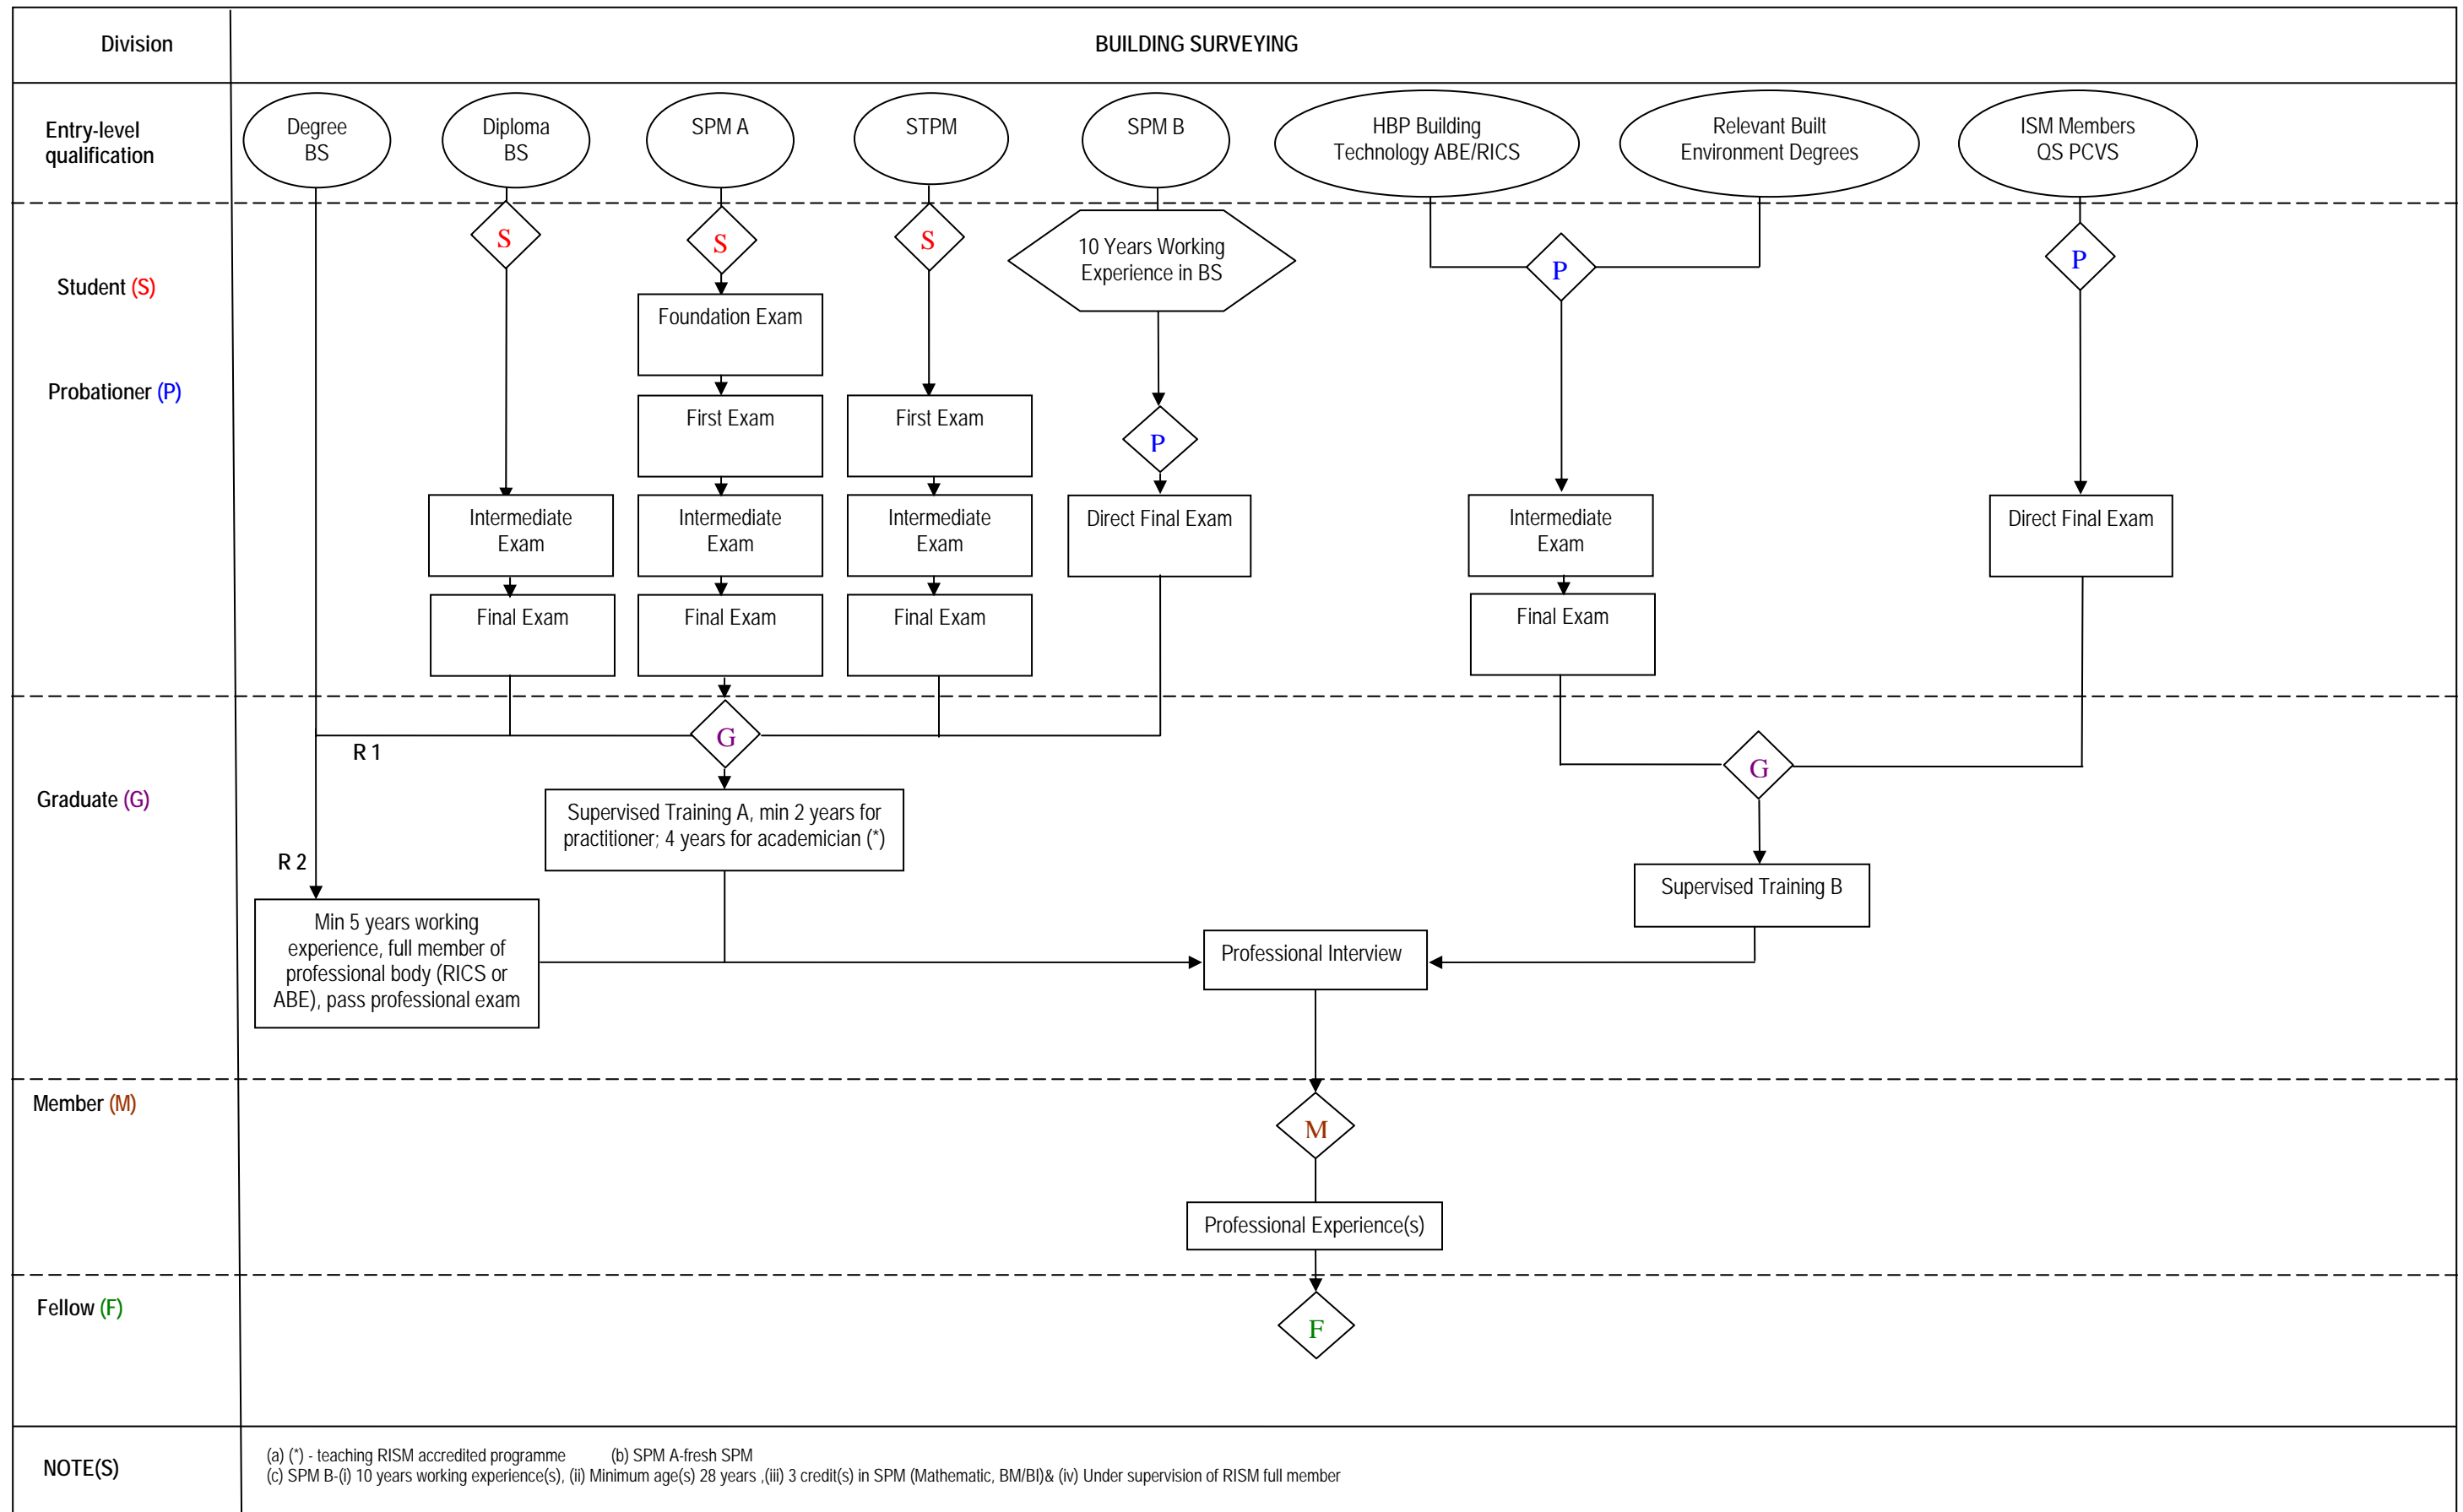 Division
BUILDING SURVEYING
Entry-level
qualification
Degree
BS
Diploma
BS
SPM A
STPM
SPM B
HBP Building
Technology ABE/RICS
Relevant Built
Environment Degrees
ISM Members
QS PCVS
Student (S)
Probationer (P)
S
S
S
10 Years Working
Experience in BS
P
P
Foundation Exam
First Exam
First Exam
P
Intermediate
Exam
Intermediate
Exam
Intermediate
Exam
Direct Final Exam
Intermediate
Exam
Direct Final Exam
Final Exam
Final Exam
Final Exam
Final Exam
Graduate (G)
R 1
G
G
Supervised Training A, min 2 years for
practitioner; 4 years for academician (*)
R 2
Supervised Training B
Min 5 years working
experience, full member of
professional body (RICS or
ABE), pass professional exam
Professional Interview
Member (M)
M
Professional Experience(s)
Fellow (F)
F
NOTE(S)
(a) (*) - teaching RISM accredited programme (b) SPM A-fresh SPM
(c) SPM B-(i) 10 years working experience(s), (ii) Minimum age(s) 28 years ,(iii) 3 credit(s) in SPM (Mathematic, BM/BI)& (iv) Under supervision of RISM full member